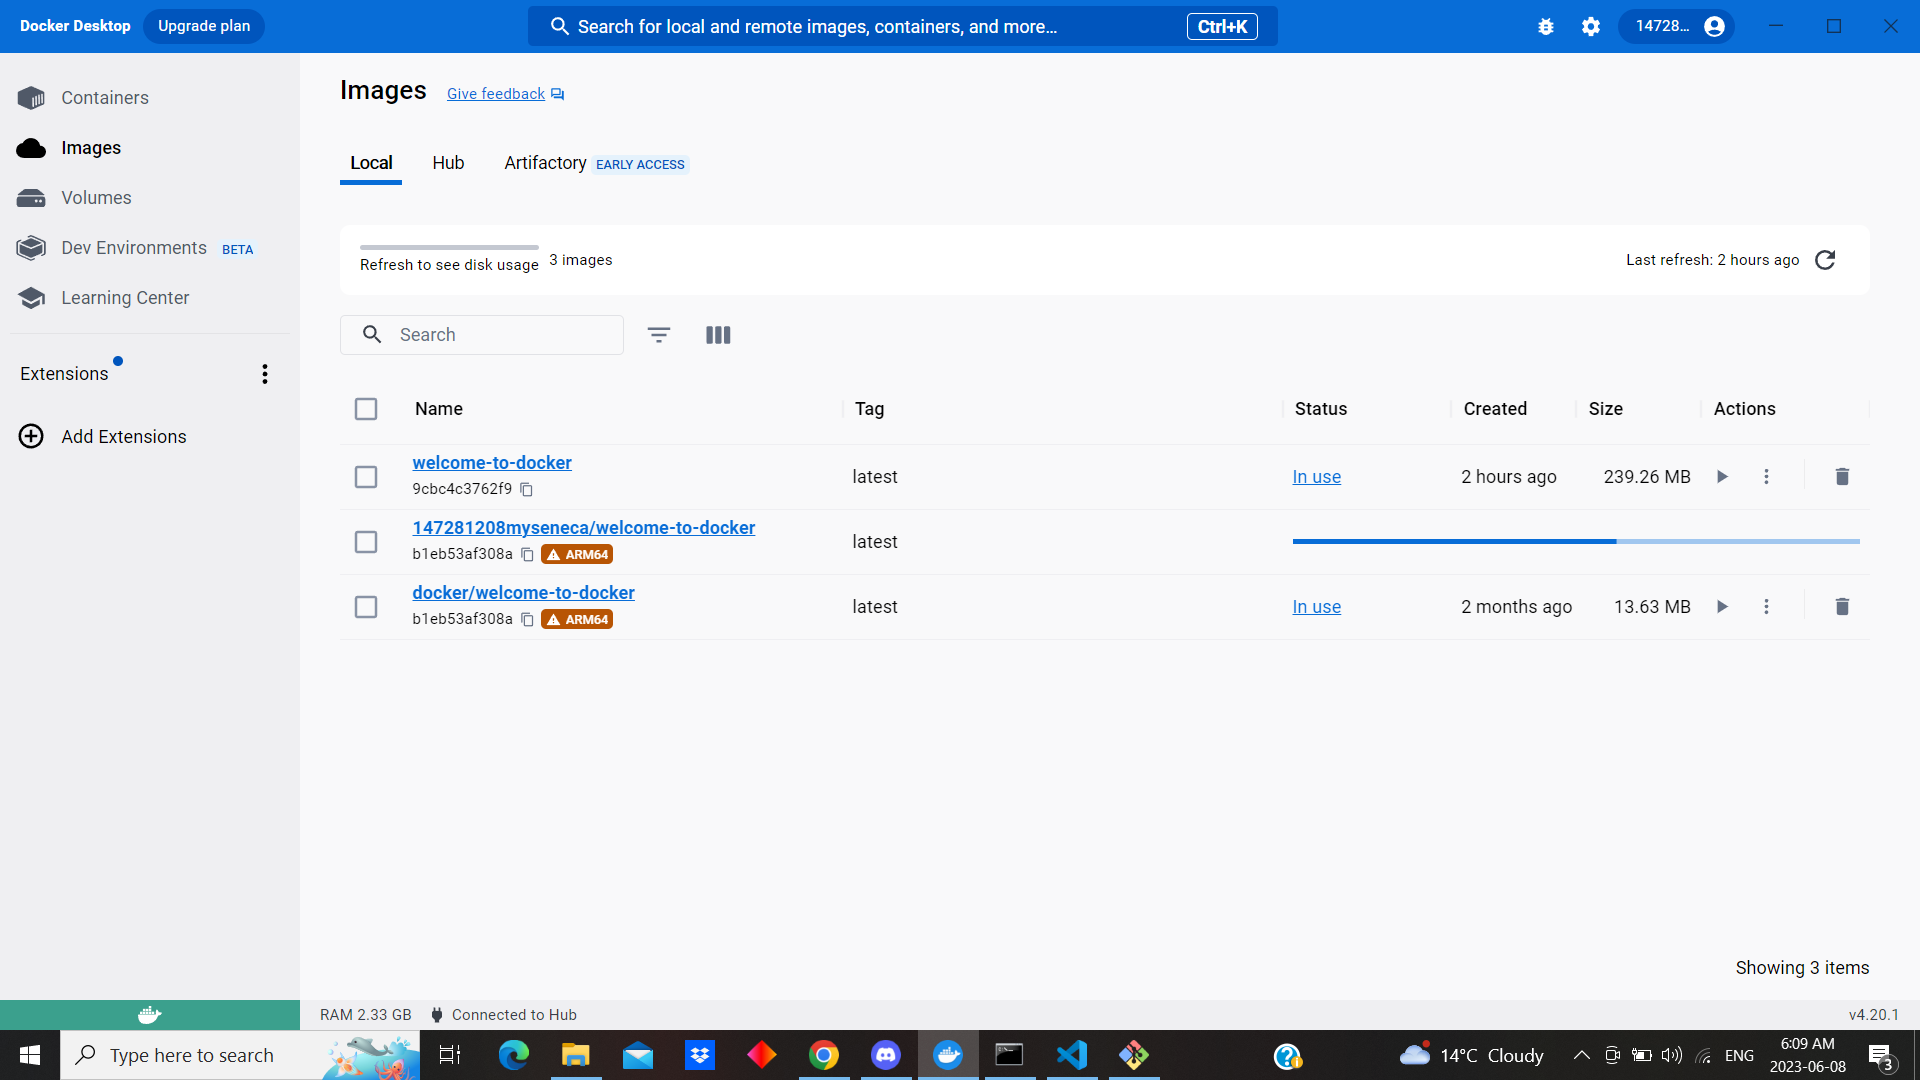 Docker Desktop Upgrade plan Search for local and remote images, containers, and more... Ctrl+K 14728...
Containers
Images
Volumes
Dev Environments BETA
Learning Center
Extensions
Add Extensions
Images Give feedback
Local Hub Artifactory EARLY ACCESS
Refresh to see disk usage 3 images Last refresh: 2 hours ago
Search
Name Tag Status Created Size Actions
welcome-to-docker
9cbc4c3762f9
latest In use 2 hours ago 239.26 MB
147281208myseneca/welcome-to-docker
b1eb53af308a ARM64
latest
docker/welcome-to-docker
b1eb53af308a ARM64
latest In use 2 months ago 13.63 MB
Showing 3 items
RAM 2.33 GB Connected to Hub v4.20.1
Type here to search 14°C Cloudy ENG
6:09 AM
2023-06-08
3